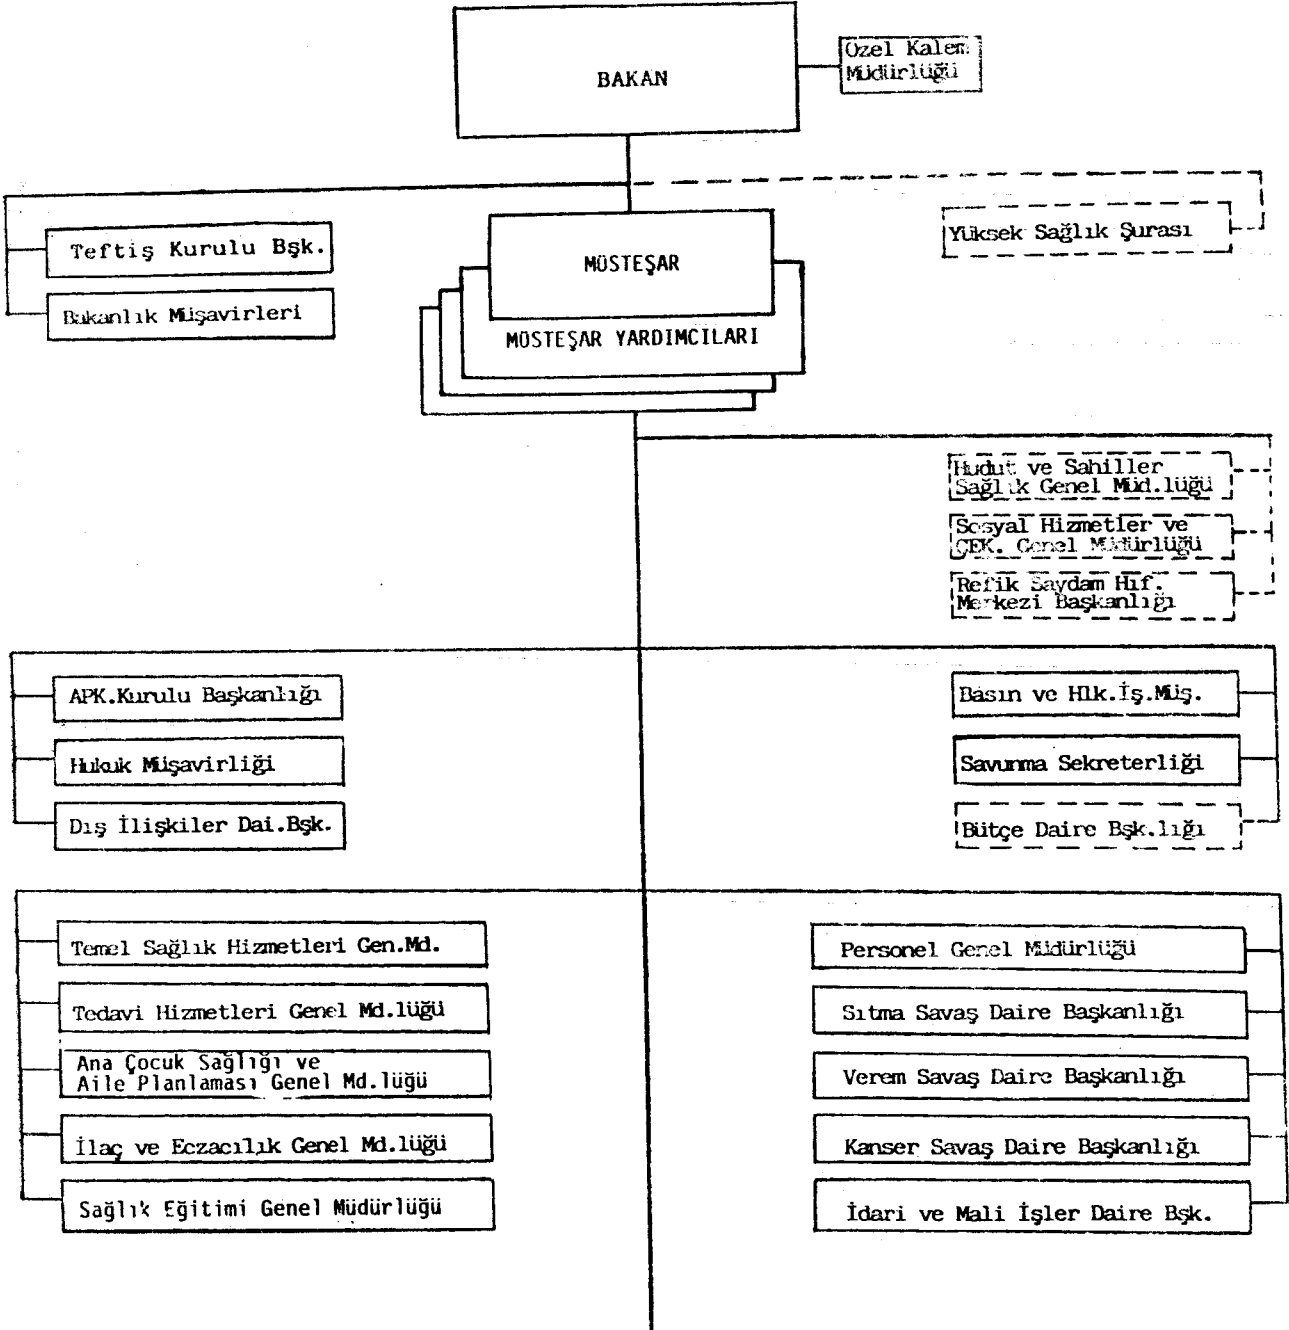 BAKAN
Özel Kalem
Müdürlüğü
Teftiş Kurulu Bşk.
Bakanlık Müşavirleri
MÜSTEŞAR
MÜSTEŞAR YARDIMCILARI
Yüksek Sağlık Şurası
Hudut ve Sahiller
Sağlık Genel Müd.lüğü
Sosyal Hizmetler ve
ÇEK. Genel Müdürlüğü
Refik Saydam Hıf.
Merkezi Başkanlığı
APK.Kurulu Başkanlığı
Hukuk Müşavirliği
Dış İlişkiler Dai.Bşk.
Basın ve Hlk.İş.Müş.
Savunma Sekreterliği
Bütçe Daire Bşk.lığı
Temel Sağlık Hizmetleri Gen.Md.
Tedavi Hizmetleri Genel Md.lüğü
Ana Çocuk Sağlığı ve
Aile Planlaması Genel Md.lüğü
İlaç ve Eczacılık Genel Md.lüğü
Sağlık Eğitimi Genel Müdürlüğü
Personel Genel Müdürlüğü
Sıtma Savaş Daire Başkanlığı
Verem Savaş Daire Başkanlığı
Kanser Savaş Daire Başkanlığı
İdari ve Mali İşler Daire Bşk.